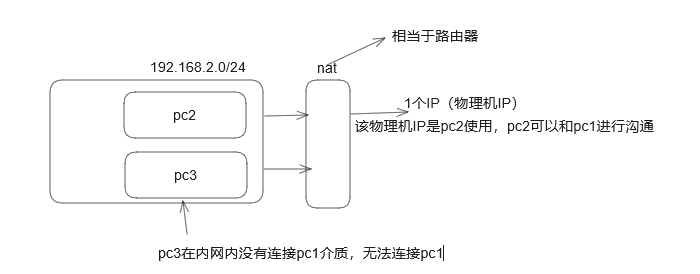 相当于路由器
192.168.2.0/24
nat
1个IP（物理机IP）
pc2
该物理机IP是pc2使用，pc2可以和pc1进行沟通
pc3
pc3在内网内没有连接pc1介质，无法连接pc1